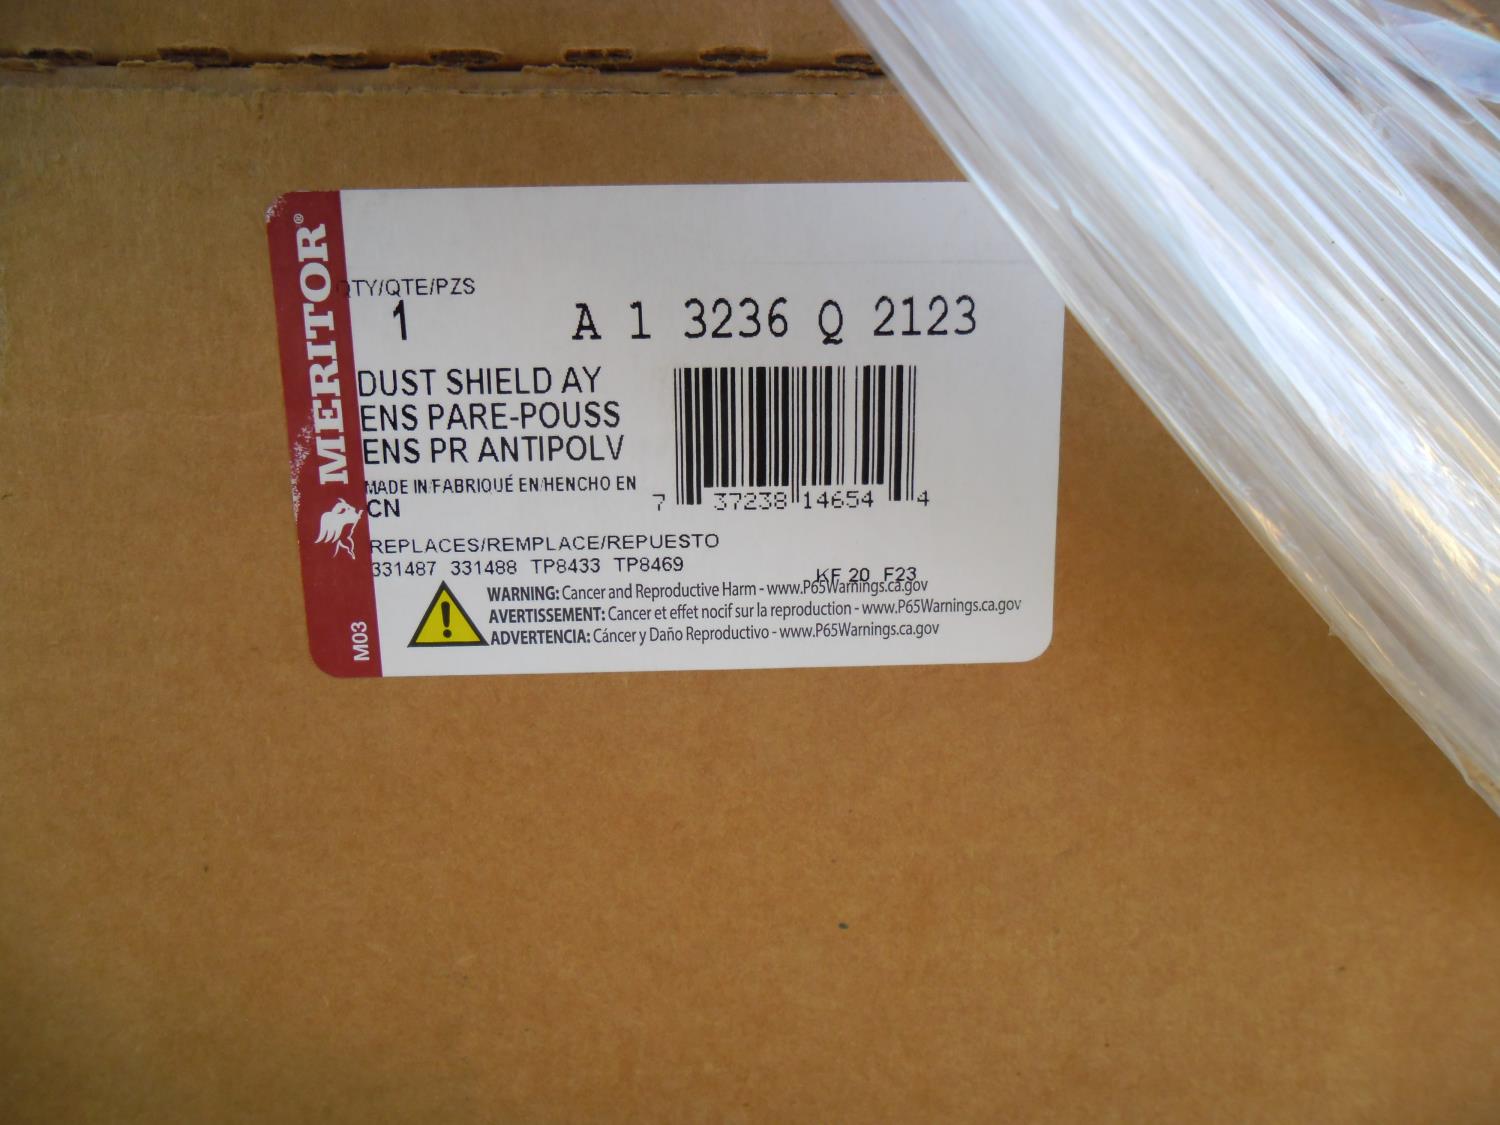 MERITOR®
QTY/QTE/PZS
1
A 1 3236 Q 2123
DUST SHIELD AY
ENS PARE-POUSS
ENS PR ANTIPOLV
MADE IN/FABRIQUÉ EN/HENCHO EN
CN
7 37238 14654 4
REPLACES/REMPLACE/REPUESTO
331487 331488 TP8433 TP8469
KF 20 F23
WARNING: Cancer and Reproductive Harm - www.P65Warnings.ca.gov
AVERTISSEMENT: Cancer et effet nocif sur la reproduction - www.P65Warnings.ca.gov
ADVERTENCIA: Cáncer y Daño Reproductivo - www.P65Warnings.ca.gov
M03